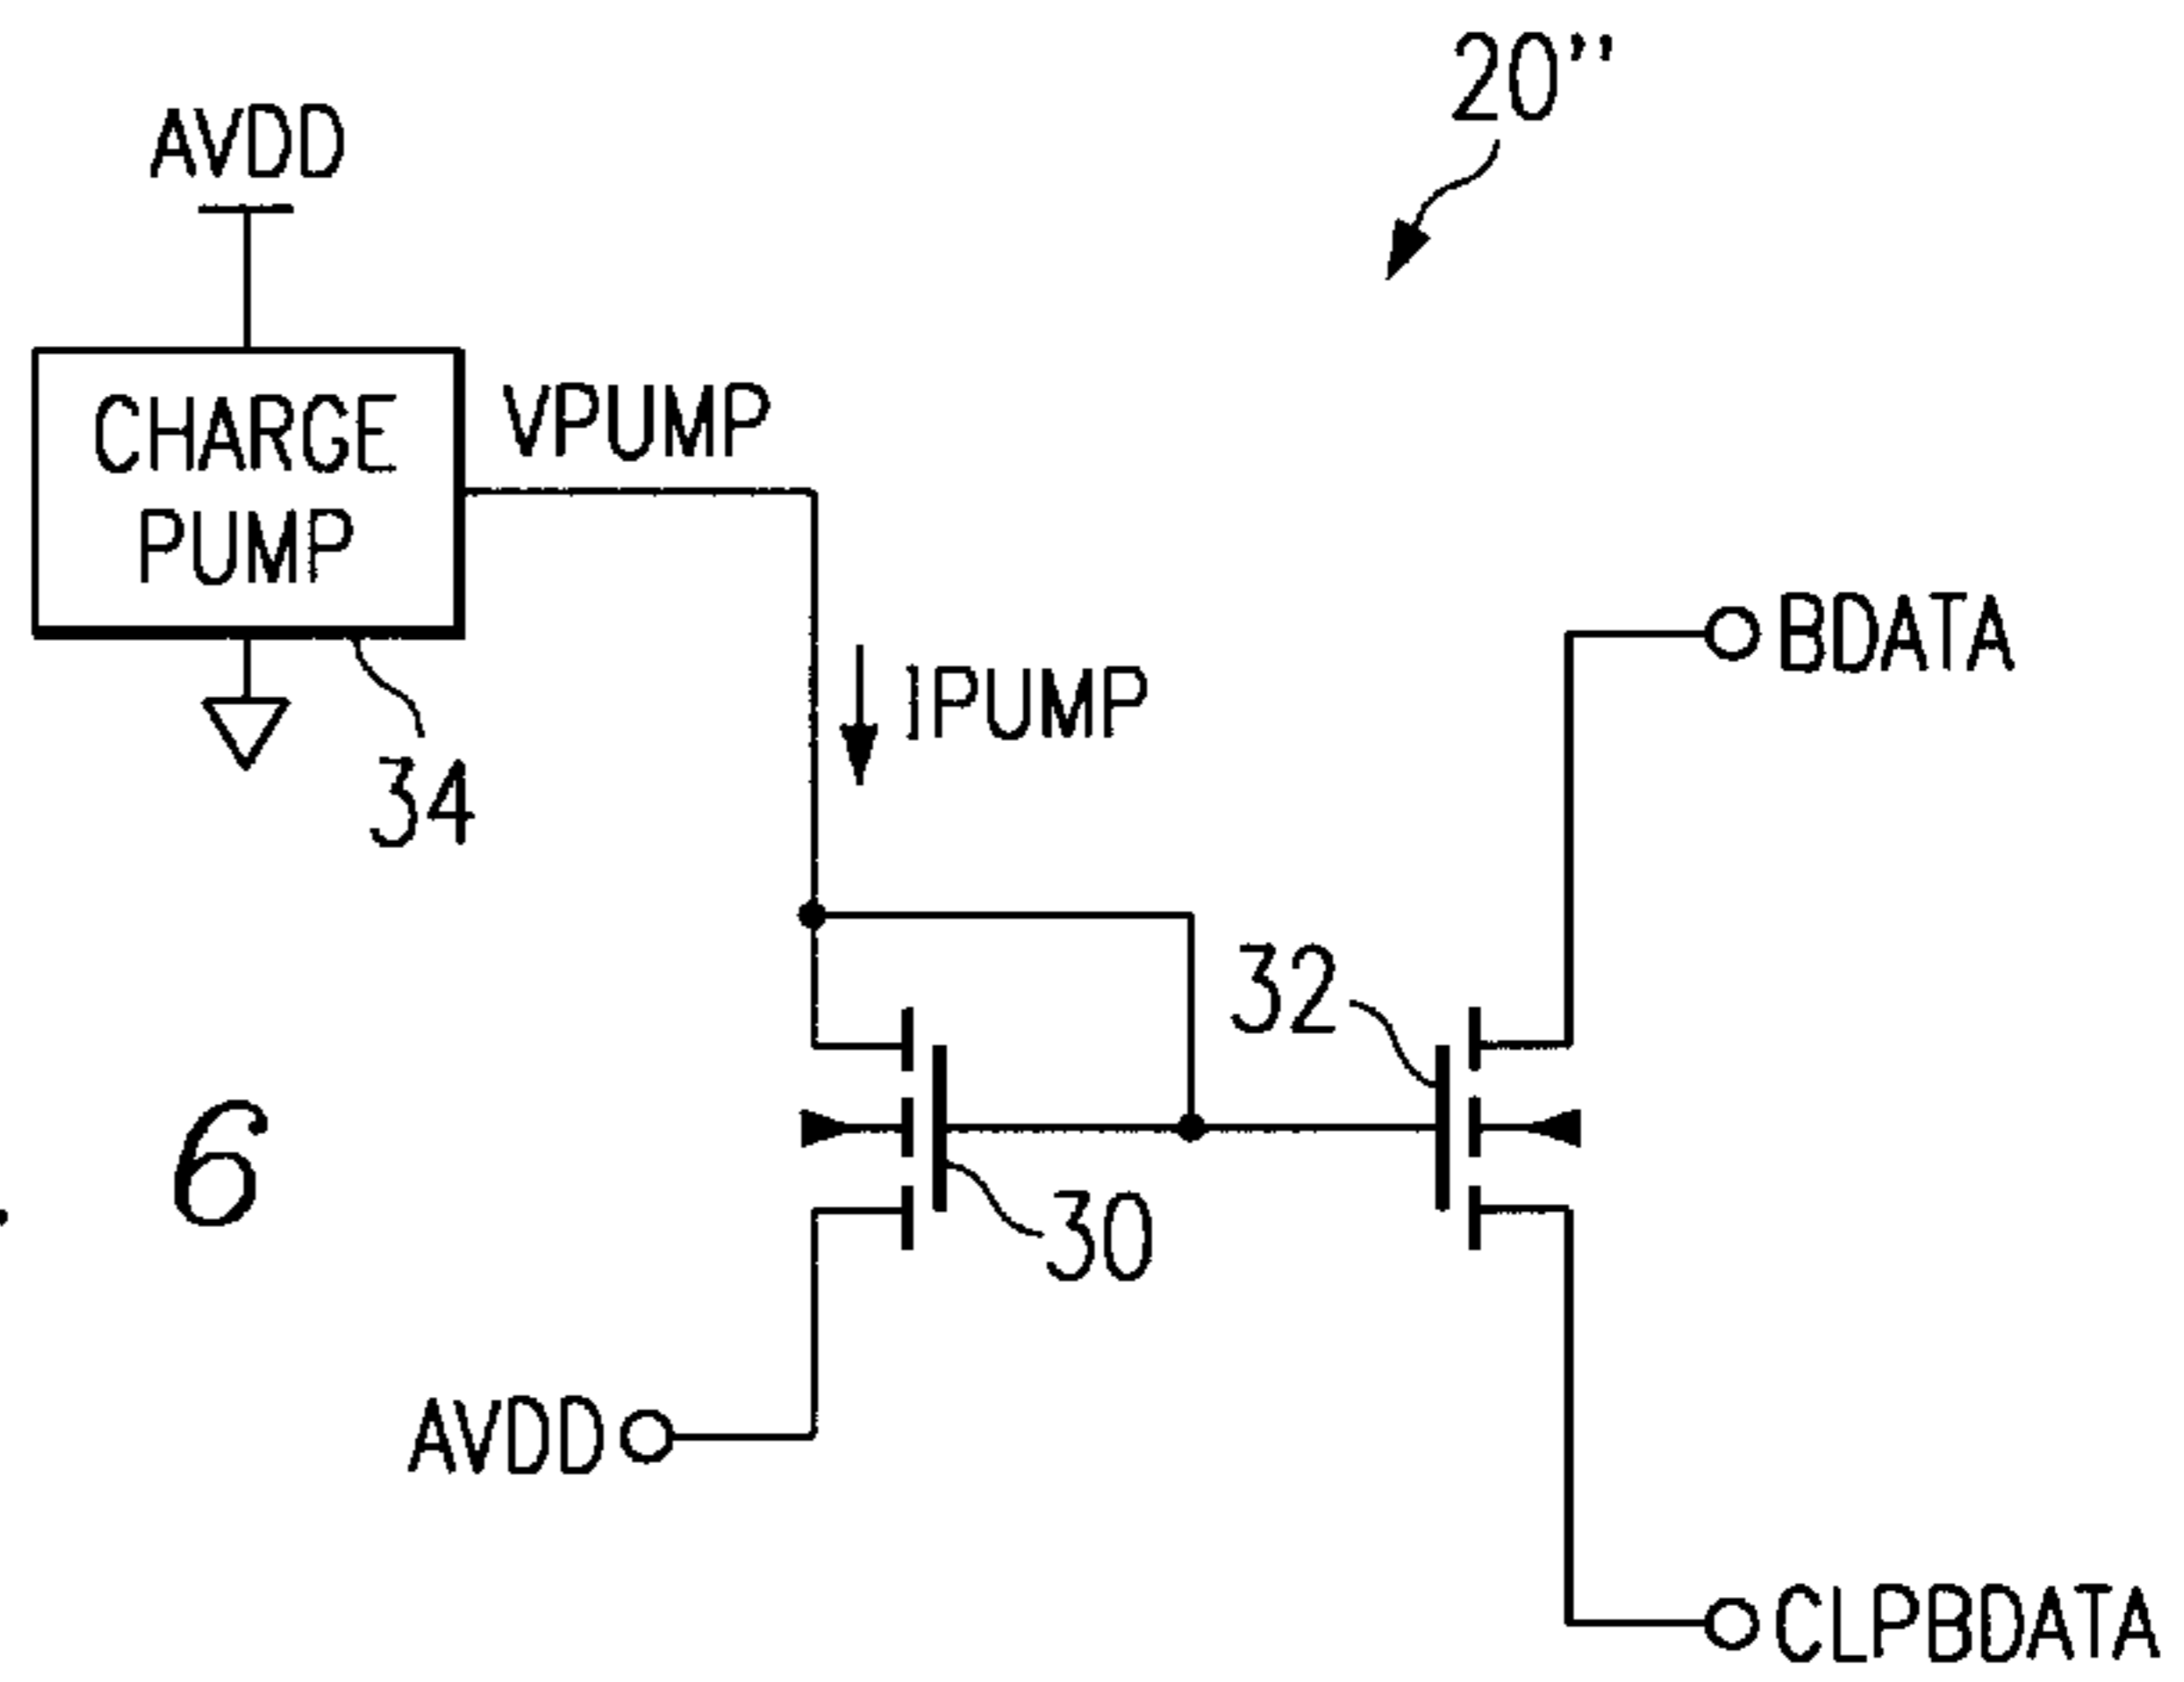 20"
AVDD
CHARGE
PUMP
VPUMP
BDATA
IPUMP
34
32
6
30
AVDD
CLPBDATA